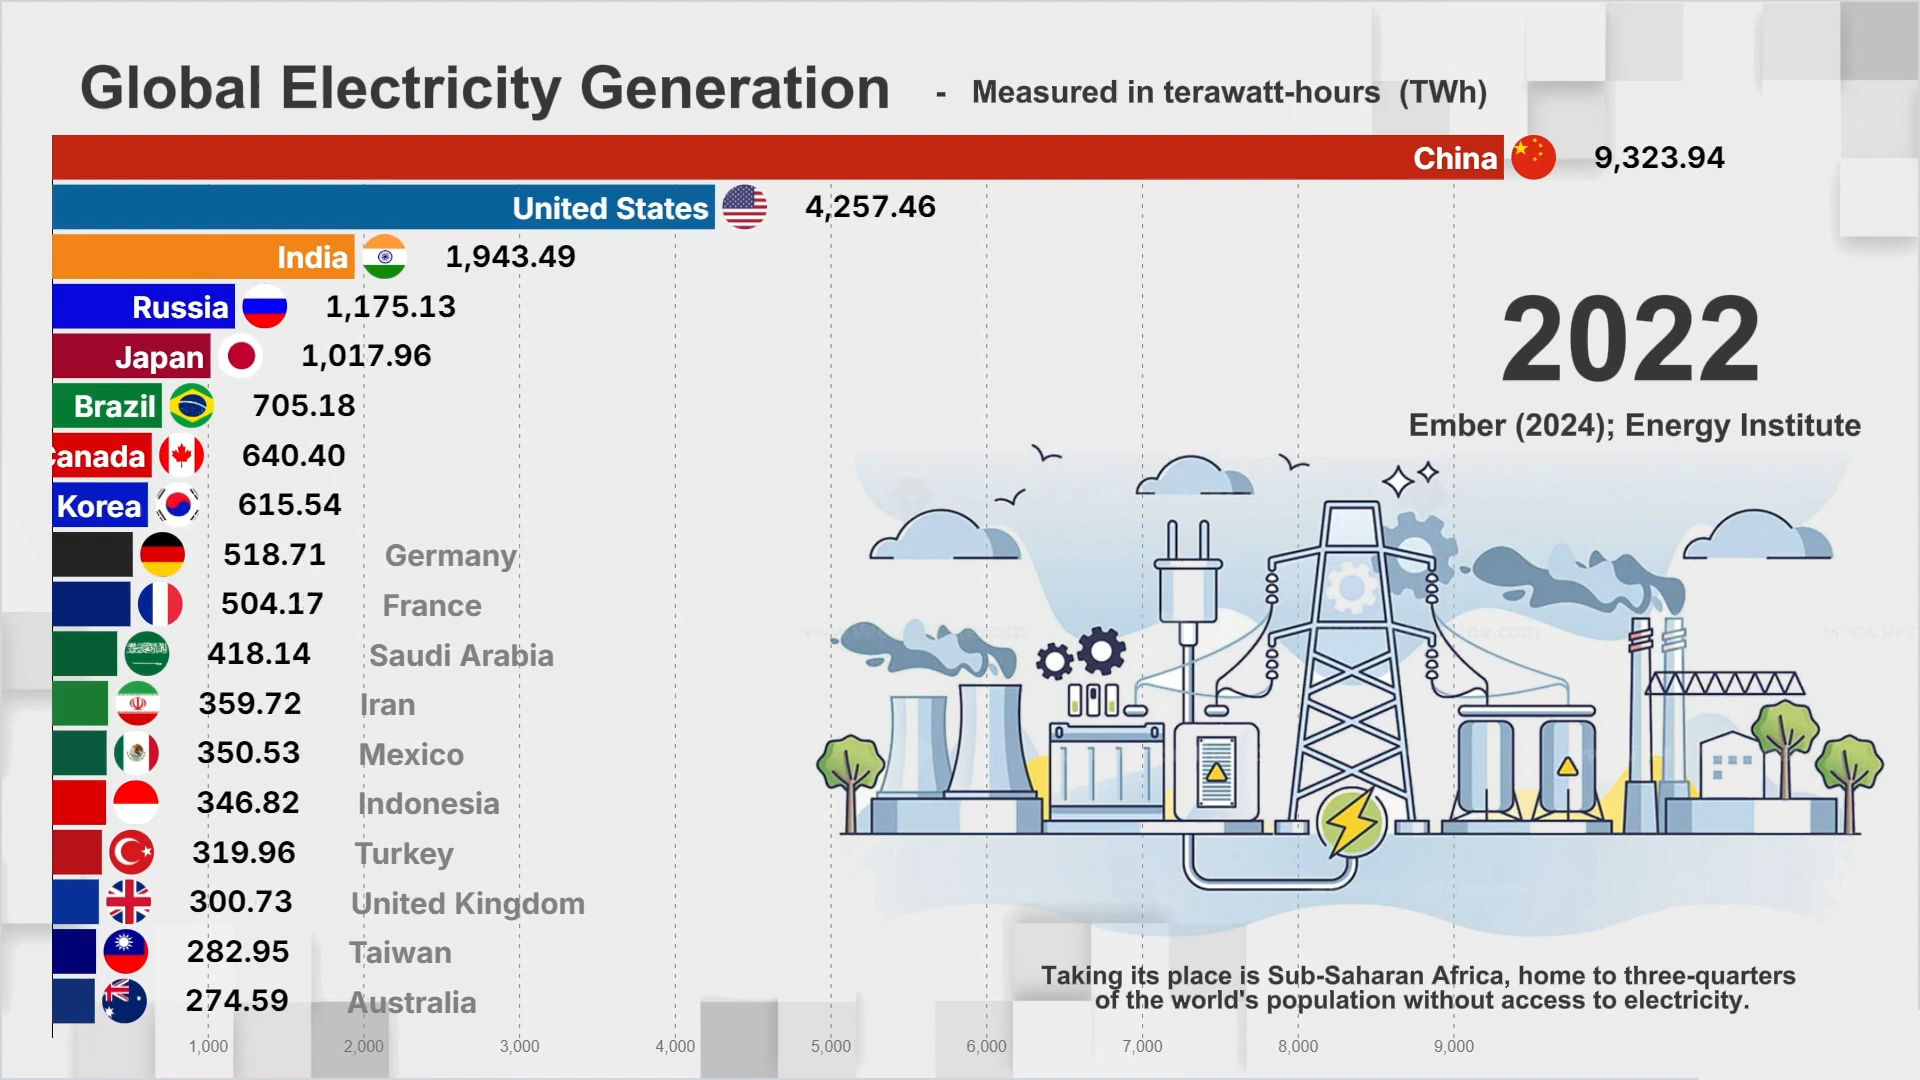 Global Electricity Generation - Measured in terawatt-hours (TWh)
China 9,323.94
United States 4,257.46
India 1,943.49
Russia 1,175.13
Japan 1,017.96
Brazil 705.18
Canada 640.40
Korea 615.54
518.71 Germany
504.17 France
418.14 Saudi Arabia
359.72 Iran
350.53 Mexico
346.82 Indonesia
319.96 Turkey
300.73 United Kingdom
282.95 Taiwan
274.59 Australia
2022
Ember (2024); Energy Institute
Taking its place is Sub-Saharan Africa, home to three-quarters
of the world's population without access to electricity.
1,000 2,000 3,000 4,000 5,000 6,000 7,000 8,000 9,000